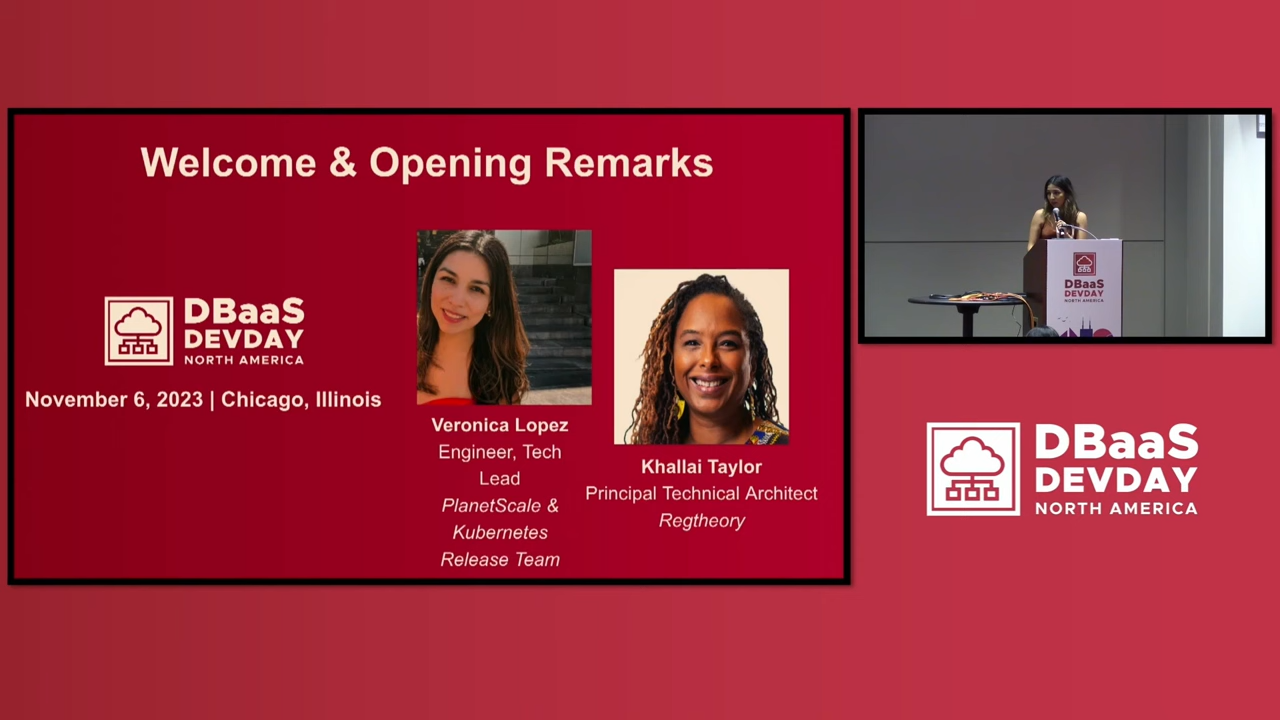 Welcome & Opening Remarks
DBaaS
DEVDAY
NORTH AMERICA
November 6, 2023 | Chicago, Illinois
Veronica Lopez
Engineer, Tech
Lead
PlanetScale &
Kubernetes
Release Team
Khallai Taylor
Principal Technical Architect
Regtheory
DBaaS
DEVDAY
NORTH AMERICA
DBaaS
DEVDAY
NORTH AMERICA